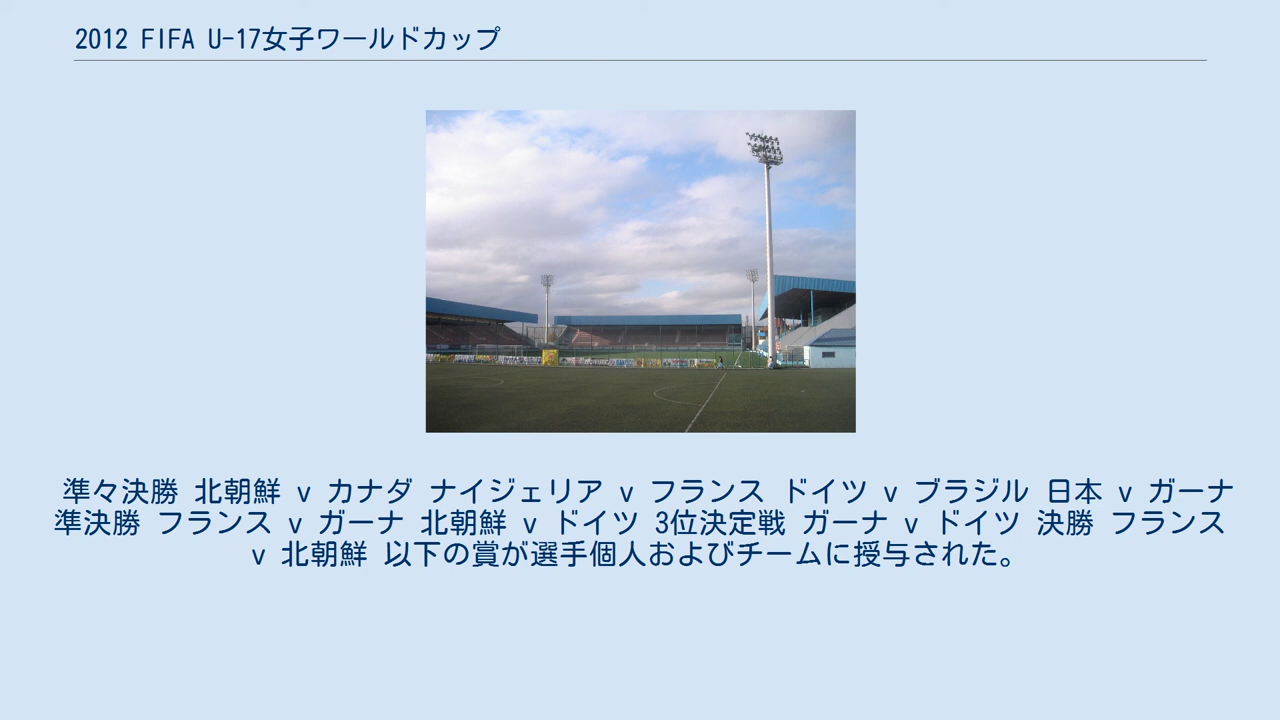 2012 FIFA U-17女子ワールドカップ
準々決勝 北朝鮮 v カナダ ナイジェリア v フランス ドイツ v ブラジル 日本 v ガーナ
準決勝 フランス v ガーナ 北朝鮮 v ドイツ 3位決定戦 ガーナ v ドイツ 決勝 フランス
v 北朝鮮 以下の賞が選手個人およびチームに授与された。